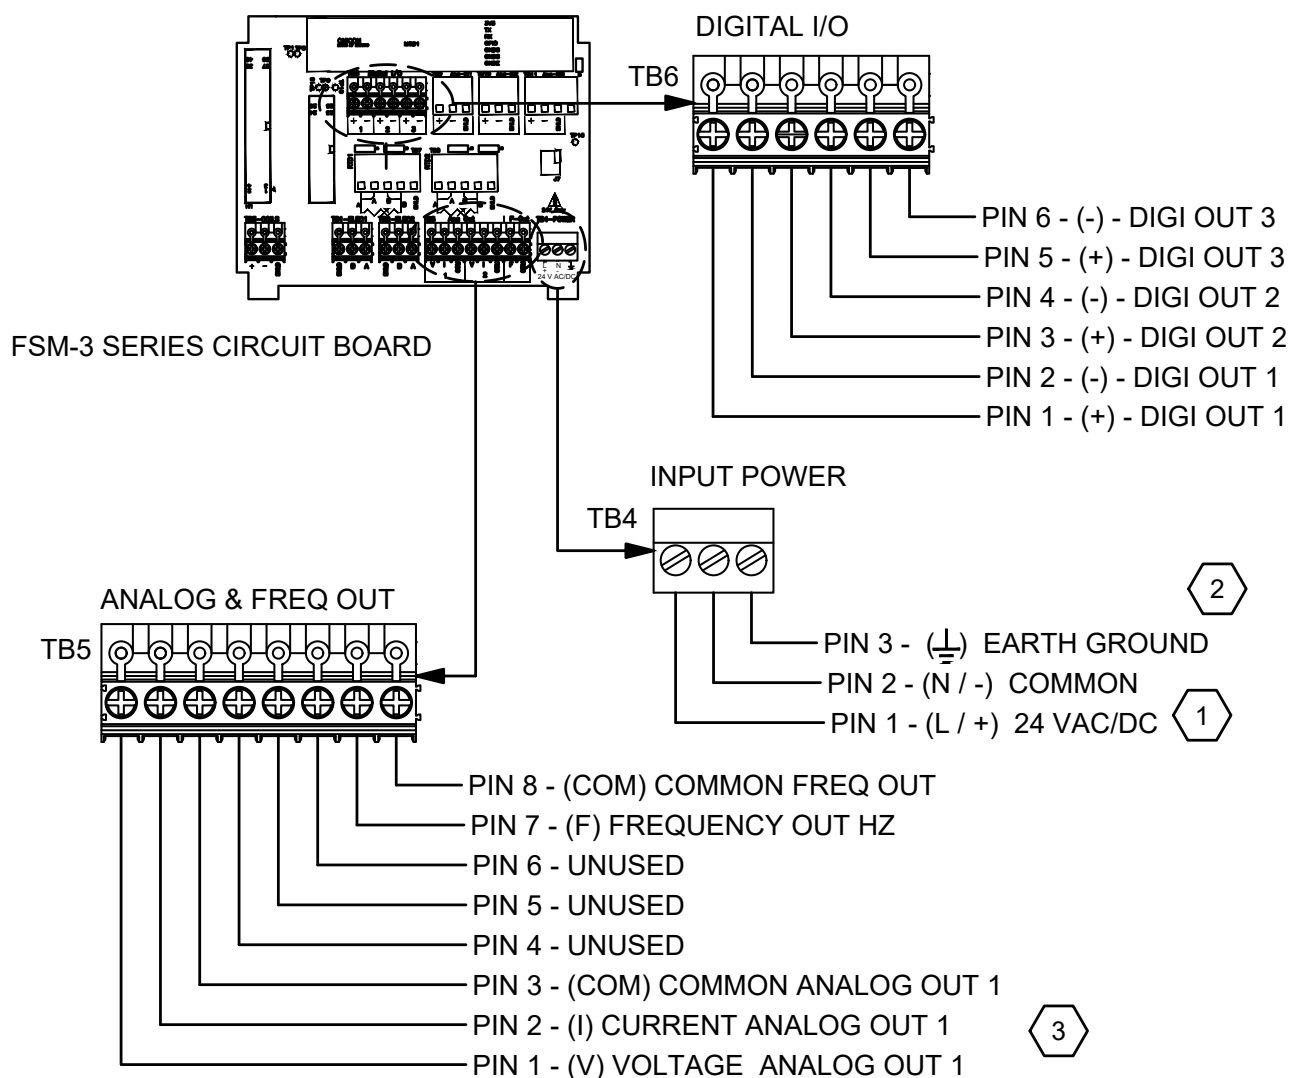 DIGITAL I/O
TB6
PIN 6 - (-) - DIGI OUT 3
PIN 5 - (+) - DIGI OUT 3
PIN 4 - (-) - DIGI OUT 2
PIN 3 - (+) - DIGI OUT 2
PIN 2 - (-) - DIGI OUT 1
PIN 1 - (+) - DIGI OUT 1
24 V AC/DC
FSM-3 SERIES CIRCUIT BOARD
INPUT POWER
TB4
2
PIN 3 - ( ) EARTH GROUND
PIN 2 - (N / -) COMMON
PIN 1 - (L / +) 24 VAC/DC
1
ANALOG & FREQ OUT
TB5
PIN 8 - (COM) COMMON FREQ OUT
PIN 7 - (F) FREQUENCY OUT HZ
PIN 6 - UNUSED
PIN 5 - UNUSED
PIN 4 - UNUSED
PIN 3 - (COM) COMMON ANALOG OUT 1
PIN 2 - (I) CURRENT ANALOG OUT 1
3
PIN 1 - (V) VOLTAGE ANALOG OUT 1